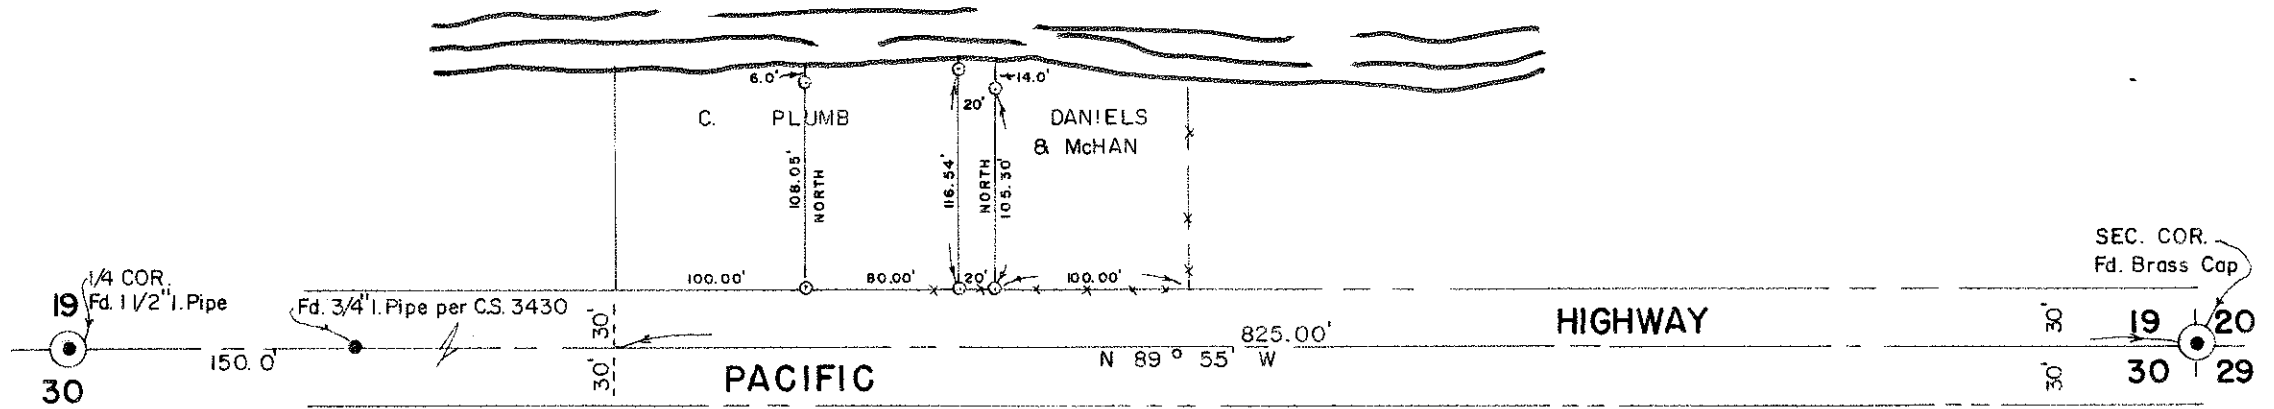 6.0'
14.0'
20'
C. PLUMB
DANIELS
& McHAN
108.05'
NORTH
116.54'
NORTH
105.30'
SEC. COR.
Fd. Brass Cap
1/4 COR.
Fd. 1 1/2" I. Pipe
100.00'
80.00'
20'
100.00'
19
Fd. 3/4" I. Pipe per C.S. 3430
30'
30'
150.0'
825.00'
N 89° 55' W
HIGHWAY
PACIFIC
30'
30'
19
20
30
29
30